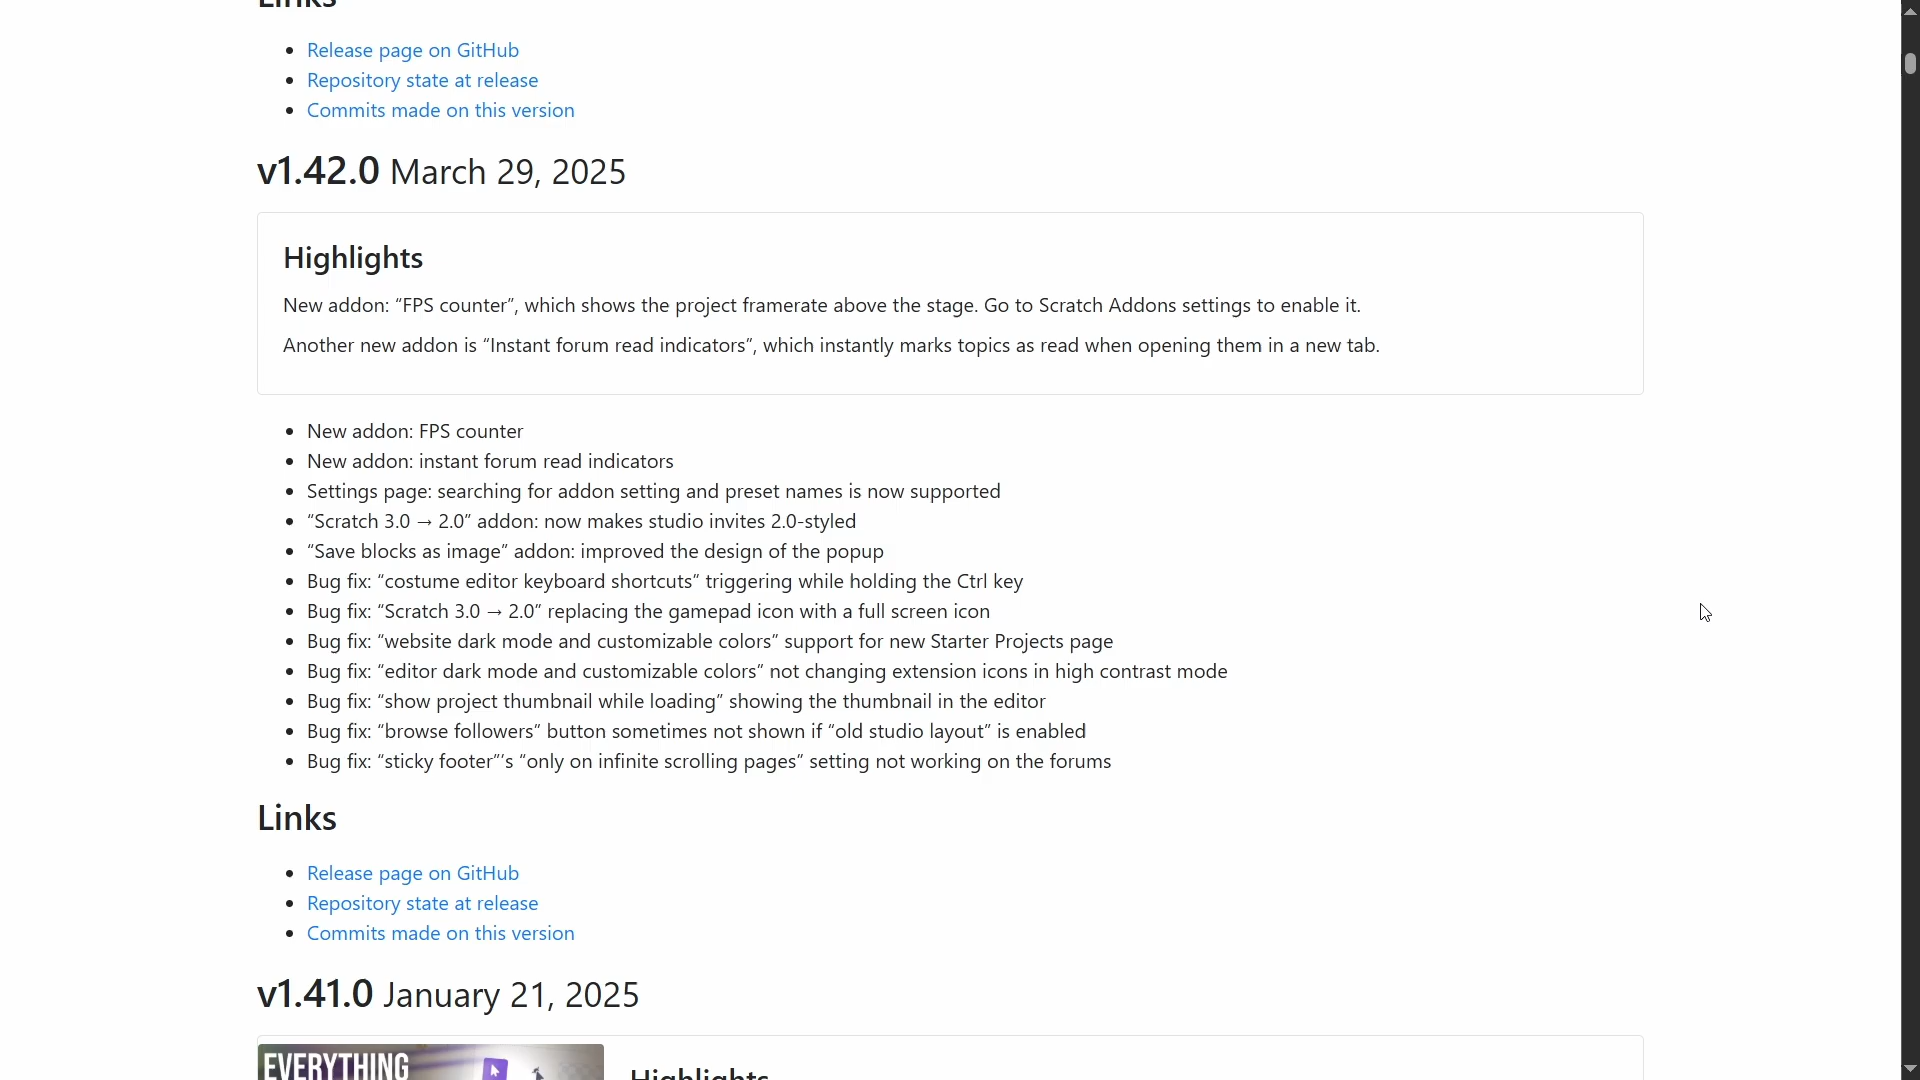 Links
Release page on GitHub
Repository state at release
Commits made on this version
v1.42.0 March 29, 2025
Highlights
New addon: “FPS counter”, which shows the project framerate above the stage. Go to Scratch Addons settings to enable it.
Another new addon is “Instant forum read indicators”, which instantly marks topics as read when opening them in a new tab.
New addon: FPS counter
New addon: instant forum read indicators
Settings page: searching for addon setting and preset names is now supported
“Scratch 3.0 → 2.0” addon: now makes studio invites 2.0-styled
“Save blocks as image” addon: improved the design of the popup
Bug fix: “costume editor keyboard shortcuts” triggering while holding the Ctrl key
Bug fix: “Scratch 3.0 → 2.0” replacing the gamepad icon with a full screen icon
Bug fix: “website dark mode and customizable colors” support for new Starter Projects page
Bug fix: “editor dark mode and customizable colors” not changing extension icons in high contrast mode
Bug fix: “show project thumbnail while loading” showing the thumbnail in the editor
Bug fix: “browse followers” button sometimes not shown if “old studio layout” is enabled
Bug fix: “sticky footer”’s “only on infinite scrolling pages” setting not working on the forums
Links
Release page on GitHub
Repository state at release
Commits made on this version
v1.41.0 January 21, 2025
EVERYTHING
Highlights